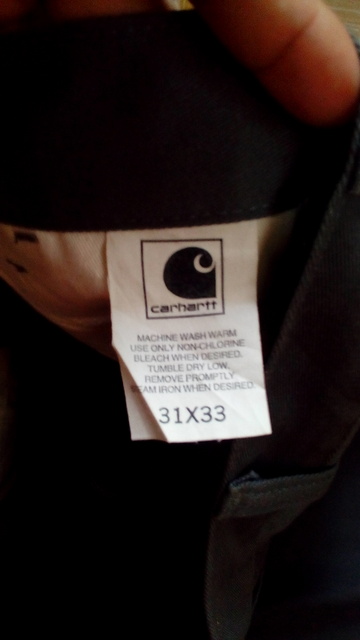 carhartt
MACHINE WASH WARM
USE ONLY NON-CHLORINE
BLEACH WHEN DESIRED.
TUMBLE DRY LOW.
REMOVE PROMPTLY
STEAM IRON WHEN DESIRED.
31X33